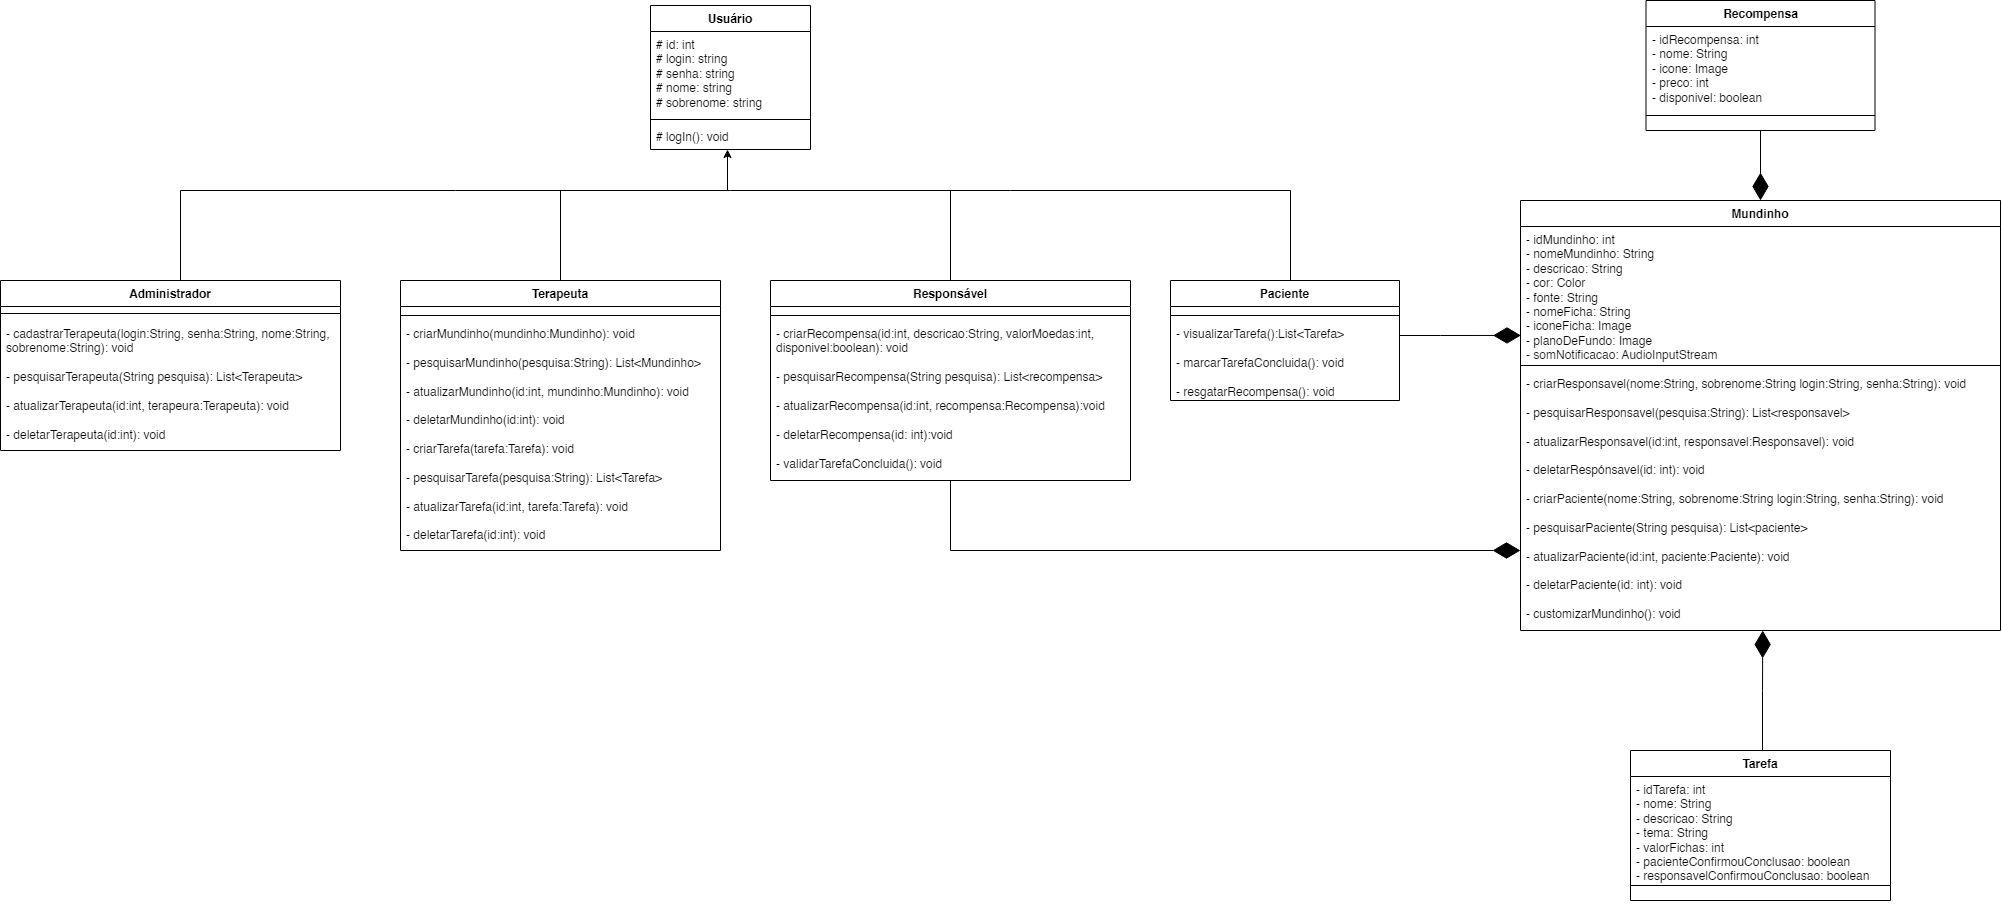 Usuário
# id: int
# login: string
# senha: string
# nome: string
# sobrenome: string
# logIn(): void
Recompensa
- idRecompensa: int
- nome: String
- icone: Image
- preco: int
- disponivel: boolean
Administrador
- cadastrarTerapeuta(login:String, senha:String, nome:String,
sobrenome:String): void
- pesquisarTerapeuta(String pesquisa): List<Terapeuta>
- atualizarTerapeuta(id:int, terapeura:Terapeuta): void
- deletarTerapeuta(id:int): void
Terapeuta
- criarMundinho(mundinho:Mundinho): void
- pesquisarMundinho(pesquisa:String): List<Mundinho>
- atualizarMundinho(id:int, mundinho:Mundinho): void
- deletarMundinho(id:int): void
- criarTarefa(tarefa:Tarefa): void
- pesquisarTarefa(pesquisa:String): List<Tarefa>
- atualizarTarefa(id:int, tarefa:Tarefa): void
- deletarTarefa(id:int): void
Responsável
- criarRecompensa(id:int, descricao:String, valorMoedas:int,
disponivel:boolean): void
- pesquisarRecompensa(String pesquisa): List<recompensa>
- atualizarRecompensa(id:int, recompensa:Recompensa):void
- deletarRecompensa(id: int):void
- validarTarefaConcluida(): void
Paciente
- visualizarTarefa():List<Tarefa>
- marcarTarefaConcluida(): void
- resgatarRecompensa(): void
Mundinho
- idMundinho: int
- nomeMundinho: String
- descricao: String
- cor: Color
- fonte: String
- nomeFicha: String
- iconeFicha: Image
- planoDeFundo: Image
- somNotificacao: AudioInputStream
- criarResponsavel(nome:String, sobrenome:String login:String, senha:String): void
- pesquisarResponsavel(pesquisa:String): List<responsavel>
- atualizarResponsavel(id:int, responsavel:Responsavel): void
- deletarRespónsavel(id: int): void
- criarPaciente(nome:String, sobrenome:String login:String, senha:String): void
- pesquisarPaciente(String pesquisa): List<paciente>
- atualizarPaciente(id:int, paciente:Paciente): void
- deletarPaciente(id: int): void
- customizarMundinho(): void
Tarefa
- idTarefa: int
- nome: String
- descricao: String
- tema: String
- valorFichas: int
- pacienteConfirmouConclusao: boolean
- responsavelConfirmouConclusao: boolean